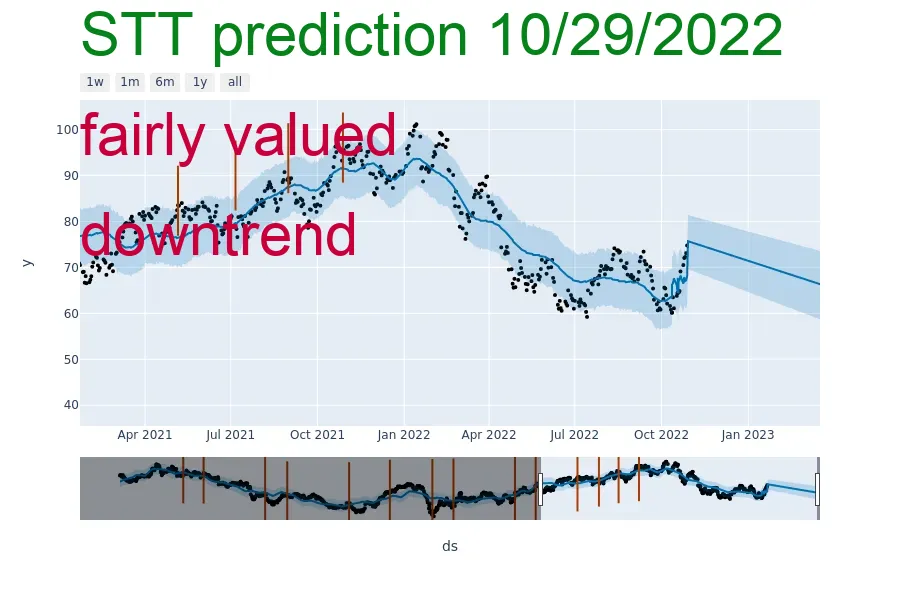 STT prediction 10/29/2022
1w 1m 6m 1y all
fairly valued
downtrend
100
90
80
70
60
50
40
y
Apr 2021 Jul 2021 Oct 2021 Jan 2022 Apr 2022 Jul 2022 Oct 2022 Jan 2023
ds